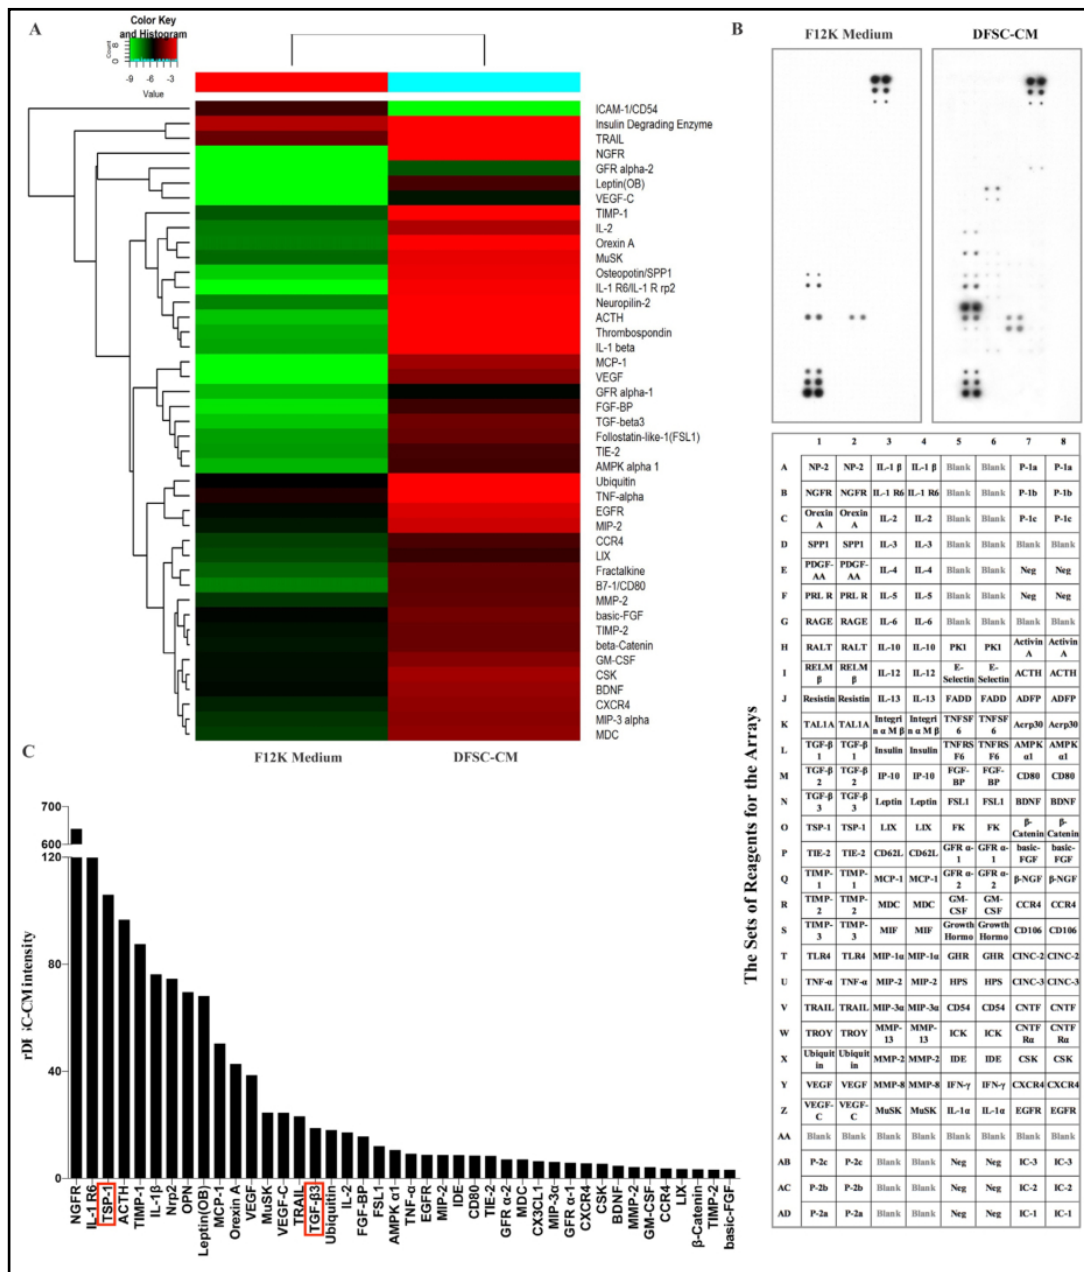 A
Color Key
and Histogram
Count
0 8
-9 -6 -3
Value
ICAM-1/CD54
Insulin Degrading Enzyme
TRAIL
NGFR
GFR alpha-2
Leptin(OB)
VEGF-C
TIMP-1
IL-2
Orexin A
MuSK
Osteopotin/SPP1
IL-1 R6/IL-1 R rp2
Neuropilin-2
ACTH
Thrombospondin
IL-1 beta
MCP-1
VEGF
GFR alpha-1
FGF-BP
TGF-beta3
Follostatin-like-1(FSL1)
TIE-2
AMPK alpha 1
Ubiquitin
TNF-alpha
EGFR
MIP-2
CCR4
LIX
Fractalkine
B7-1/CD80
MMP-2
basic-FGF
TIMP-2
beta-Catenin
GM-CSF
CSK
BDNF
CXCR4
MIP-3 alpha
MDC
F12K Medium DFSC-CM
B
F12K Medium DFSC-CM
The Sets of Reagents for the Arrays
1 2 3 4 5 6 7 8
A NP-2 NP-2 IL-1 β IL-1 β Blank Blank P-1a P-1a
B NGFR NGFR IL-1 R6 IL-1 R6 Blank Blank P-1b P-1b
C Orexin A Orexin A IL-2 IL-2 Blank Blank P-1c P-1c
D SPP1 SPP1 IL-3 IL-3 Blank Blank Blank Blank
E PDGF-AA PDGF-AA IL-4 IL-4 Blank Blank Neg Neg
F PRL R PRL R IL-5 IL-5 Blank Blank Neg Neg
G RAGE RAGE IL-6 IL-6 Blank Blank Blank Blank
H RALT RALT IL-10 IL-10 PK1 PK1 Activin A Activin A
I RELM β RELM β IL-12 IL-12 E-Selectin E-Selectin ACTH ACTH
J Resistin Resistin IL-13 IL-13 FADD FADD ADFP ADFP
K TAL1A TAL1A Integrin α M β Integrin α M β TNFSF6 TNFSF6 Acrp30 Acrp30
L TGF-β1 TGF-β1 Insulin Insulin TNFRSF6 TNFRSF6 AMPK α1 AMPK α1
M TGF-β2 TGF-β2 IP-10 IP-10 FGF-BP FGF-BP CD80 CD80
N TGF-β3 TGF-β3 Leptin Leptin FSL1 FSL1 BDNF BDNF
O TSP-1 TSP-1 LIX LIX FK FK β-Catenin β-Catenin
P TIE-2 TIE-2 CD62L CD62L GFR α-1 GFR α-1 basic-FGF basic-FGF
Q TIMP-1 TIMP-1 MCP-1 MCP-1 GFR α-2 GFR α-2 β-NGF β-NGF
R TIMP-2 TIMP-2 MDC MDC GM-CSF GM-CSF CCR4 CCR4
S TIMP-3 TIMP-3 MIF MIF Growth Hormo Growth Hormo CD106 CD106
T TLR4 TLR4 MIP-1α MIP-1α GHR GHR CINC-2 CINC-2
U TNF-α TNF-α MIP-2 MIP-2 HPS HPS CINC-3 CINC-3
V TRAIL TRAIL MIP-3α MIP-3α CD54 CD54 CNTF CNTF
W TROY TROY MMP-13 MMP-13 ICK ICK CNTF Rα CNTF Rα
X Ubiquitin Ubiquitin MMP-2 MMP-2 IDE IDE CSK CSK
Y VEGF VEGF MMP-8 MMP-8 IFN-γ IFN-γ CXCR4 CXCR4
Z VEGF-C VEGF-C MuSK MuSK IL-1α IL-1α EGFR EGFR
AA Blank Blank Blank Blank Blank Blank Blank Blank
AB P-2c P-2c Blank Blank Neg Neg IC-3 IC-3
AC P-2b P-2b Blank Blank Neg Neg IC-2 IC-2
AD P-2a P-2a Blank Blank Neg Neg IC-1 IC-1
C
rDFSC-CM intensity
700
600
120
80
40
0
NGFR
IL-1 R6
TSP-1
ACTH
TIMP-1
IL-1β
Nrp2
OPN
Leptin(OB)
MCP-1
Orexin A
VEGF
MuSK
VEGF-C
TRAIL
TGF-β3
Ubiquitin
IL-2
FGF-BP
FSL1
AMPK α1
TNF-α
EGFR
MIP-2
IDE
CD80
TIE-2
GFR α-2
MDC
CX3CL1
MIP-3α
GFR α-1
CXCR4
CSK
BDNF
MMP-2
GM-CSF
CCR4
LIX
β-Catenin
TIMP-2
basic-FGF